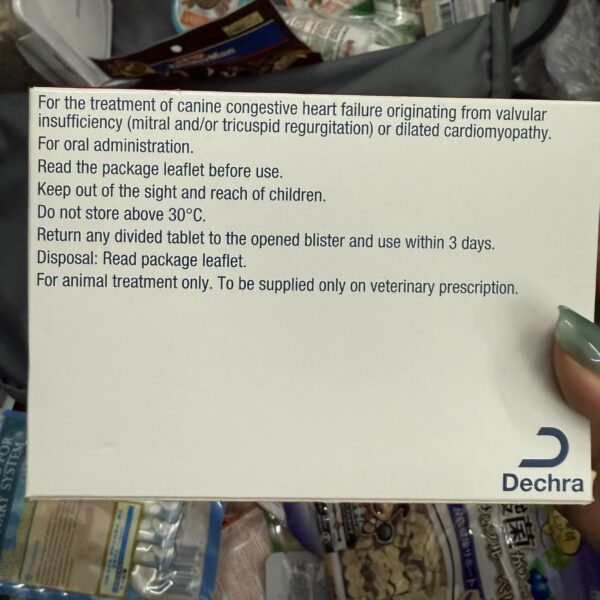 For the treatment of canine congestive heart failure originating from valvular
insufficiency (mitral and/or tricuspid regurgitation) or dilated cardiomyopathy.
For oral administration.
Read the package leaflet before use.
Keep out of the sight and reach of children.
Do not store above 30°C.
Return any divided tablet to the opened blister and use within 3 days.
Disposal: Read package leaflet.
For animal treatment only. To be supplied only on veterinary prescription.
Dechra